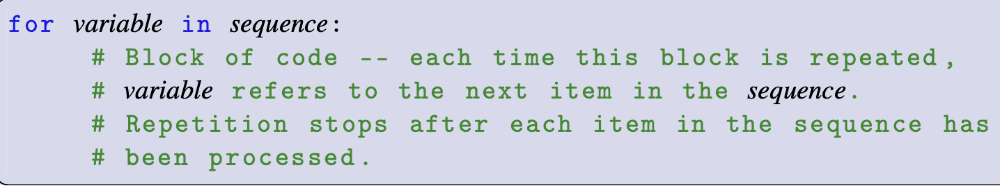 for variable in sequence:
# Block of code -- each time this block is repeated,
# variable refers to the next item in the sequence.
# Repetition stops after each item in the sequence has
# been processed.